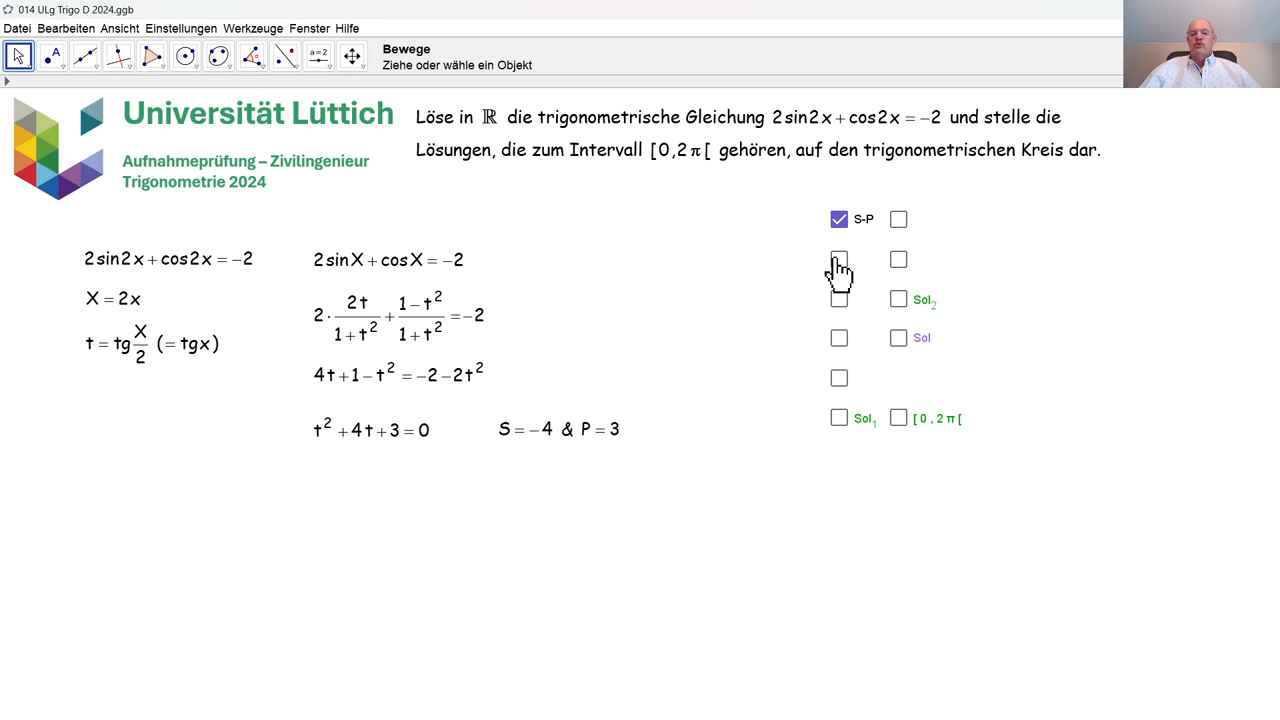 014 ULg Trigo D 2024.ggb
Datei Bearbeiten Ansicht Einstellungen Werkzeuge Fenster Hilfe
A
a=2
Bewege
Ziehe oder wähle ein Objekt
Universität Lüttich
Aufnahmeprüfung – Zivilingenieur
Trigonometrie 2024
Löse in ℝ die trigonometrische Gleichung 2sin2x+cos2x=−2 und stelle die
Lösungen, die zum Intervall [0,2π[ gehören, auf den trigonometrischen Kreis dar.
S-P
2sin2x+cos2x=−2
X=2x
t=tg X/2 (=tgx)
2sinX+cosX=−2
2·2t/(1+t²)+(1−t²)/(1+t²)=−2
4t+1−t²=−2−2t²
t²+4t+3=0 S=−4 & P=3
Sol₂
Sol
Sol₁ [0,2π[